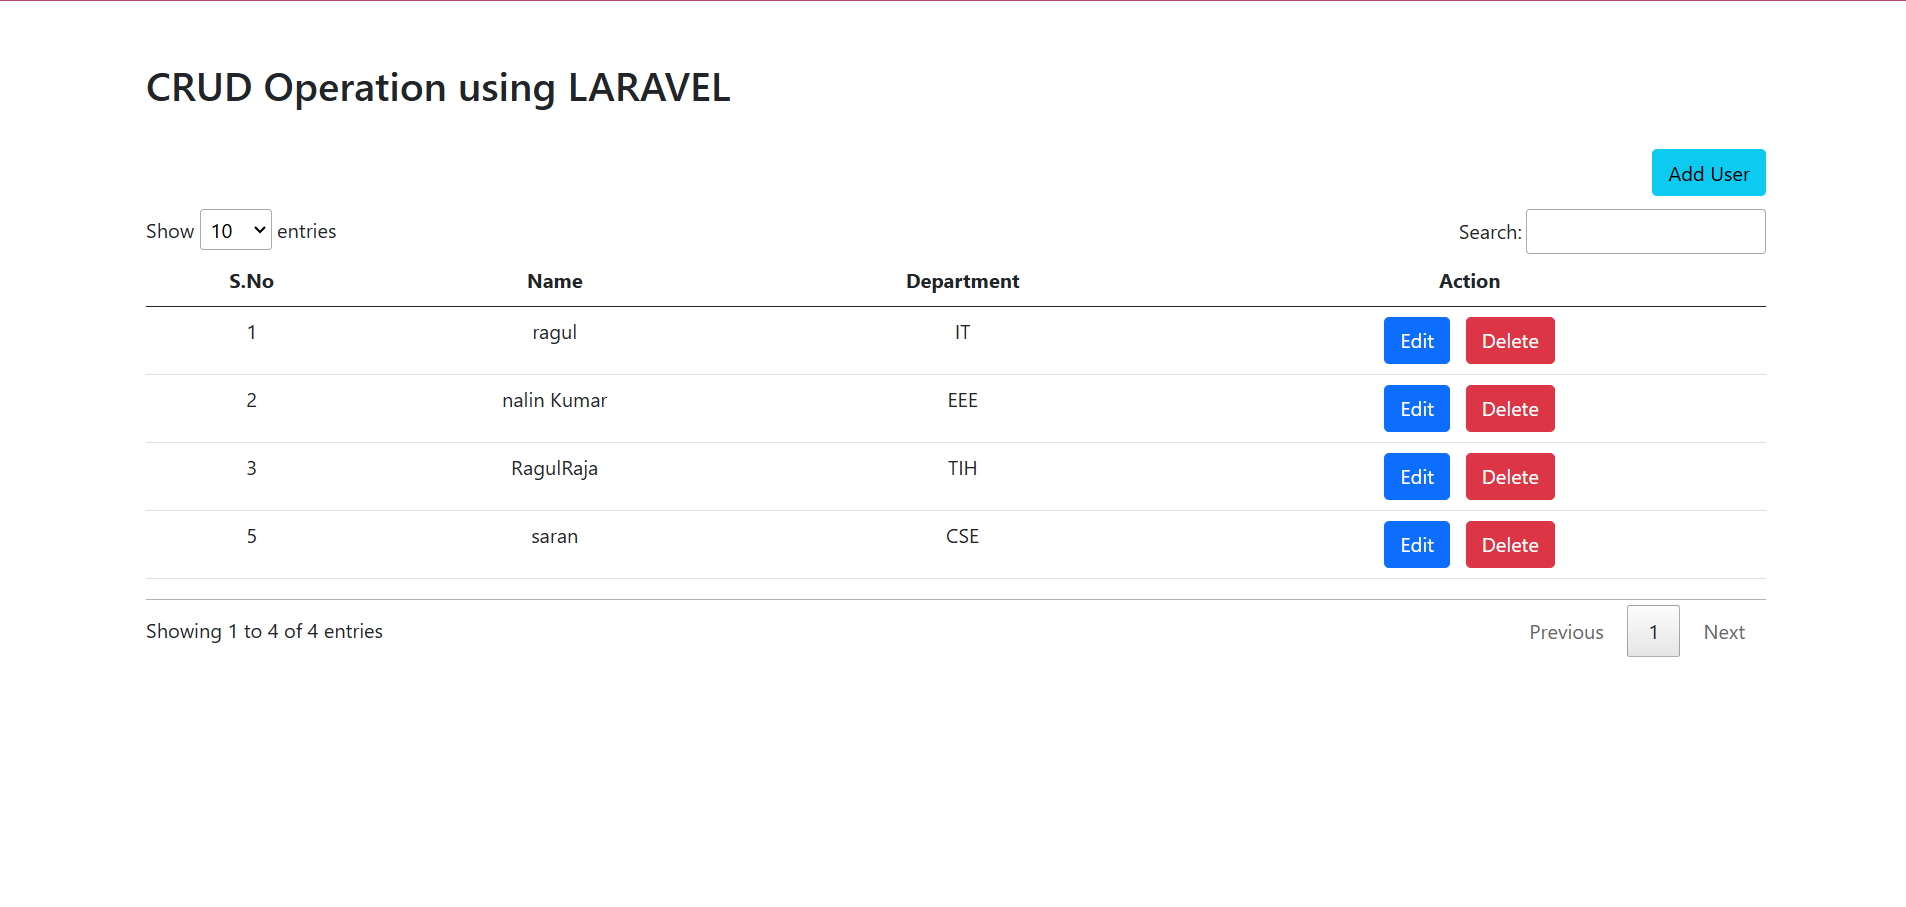 CRUD Operation using LARAVEL
Add User
Show 10 entries Search:
S.No Name Department Action
1 ragul IT Edit Delete
2 nalin Kumar EEE Edit Delete
3 RagulRaja TIH Edit Delete
5 saran CSE Edit Delete
Showing 1 to 4 of 4 entries Previous 1 Next